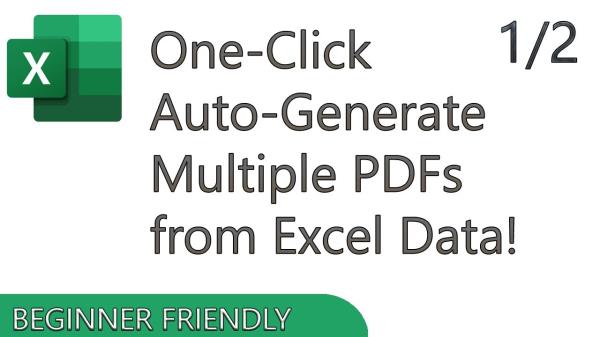 X
One-Click
1/2
Auto-Generate
Multiple PDFs
from Excel Data!
BEGINNER FRIENDLY